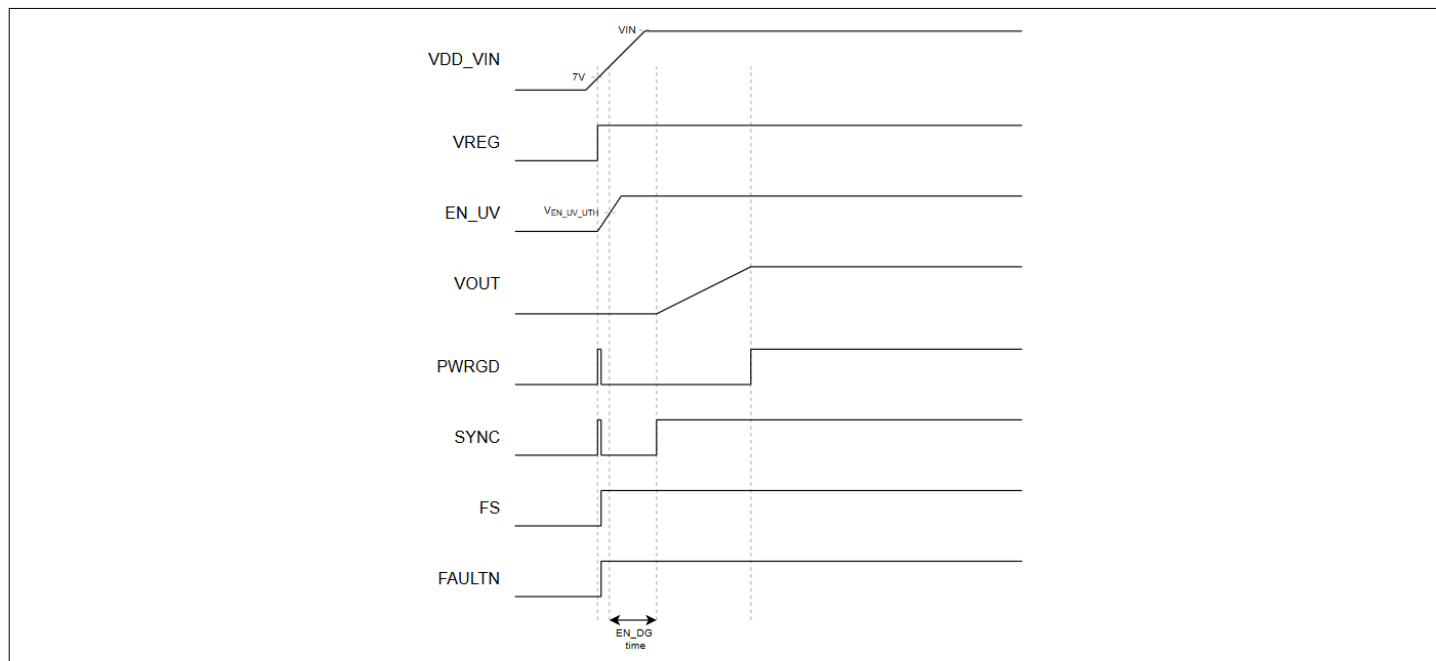 VIN
VDD_VIN
7V
VREG
EN_UV
VEN_UV_UTH
VOUT
PWRGD
SYNC
FS
FAULTN
EN_DG
time